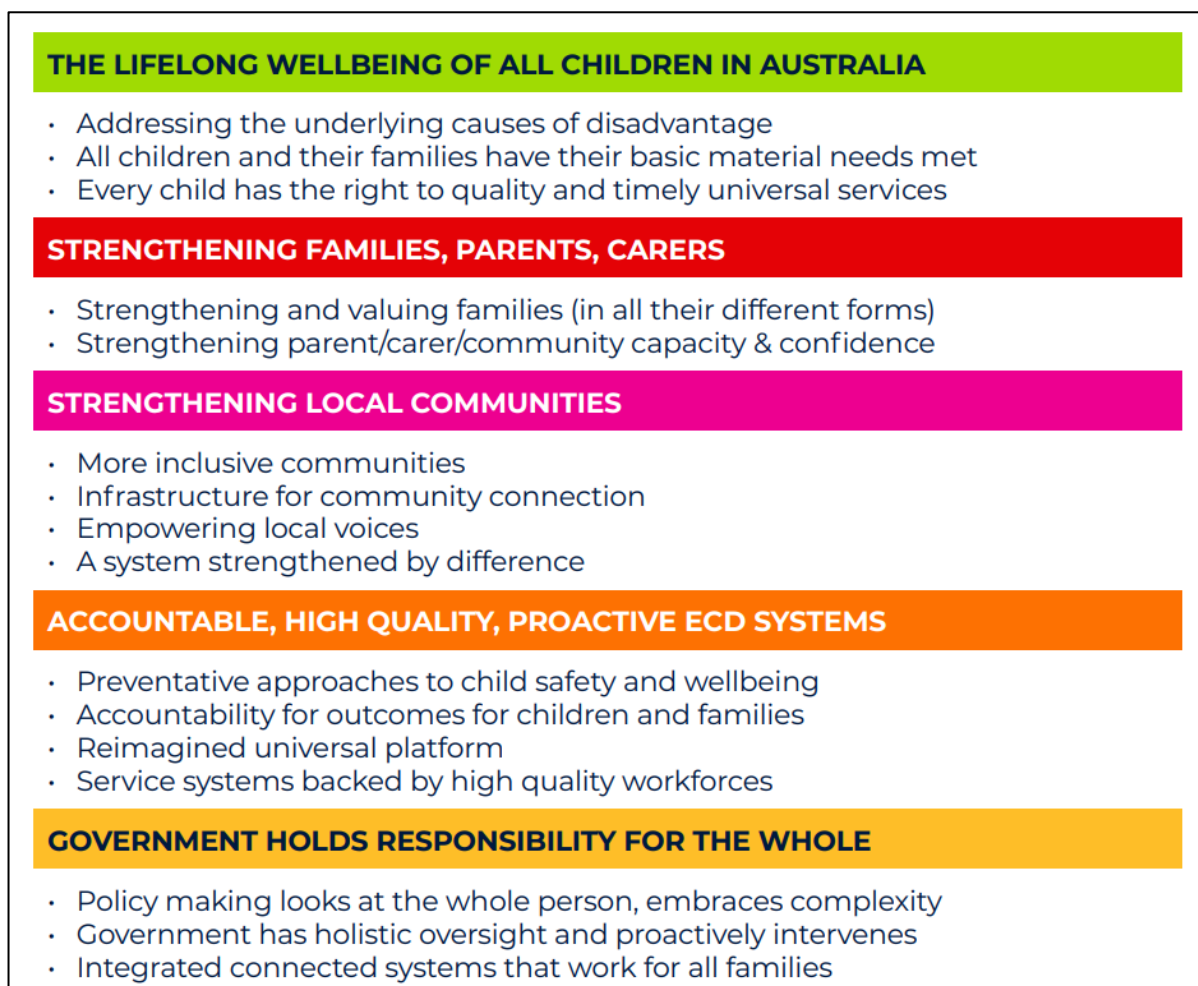 THE LIFELONG WELLBEING OF ALL CHILDREN IN AUSTRALIA
• Addressing the underlying causes of disadvantage
• All children and their families have their basic material needs met
• Every child has the right to quality and timely universal services
STRENGTHENING FAMILIES, PARENTS, CARERS
• Strengthening and valuing families (in all their different forms)
• Strengthening parent/carer/community capacity & confidence
STRENGTHENING LOCAL COMMUNITIES
• More inclusive communities
• Infrastructure for community connection
• Empowering local voices
• A system strengthened by difference
ACCOUNTABLE, HIGH QUALITY, PROACTIVE ECD SYSTEMS
• Preventative approaches to child safety and wellbeing
• Accountability for outcomes for children and families
• Reimagined universal platform
• Service systems backed by high quality workforces
GOVERNMENT HOLDS RESPONSIBILITY FOR THE WHOLE
• Policy making looks at the whole person, embraces complexity
• Government has holistic oversight and proactively intervenes
• Integrated connected systems that work for all families